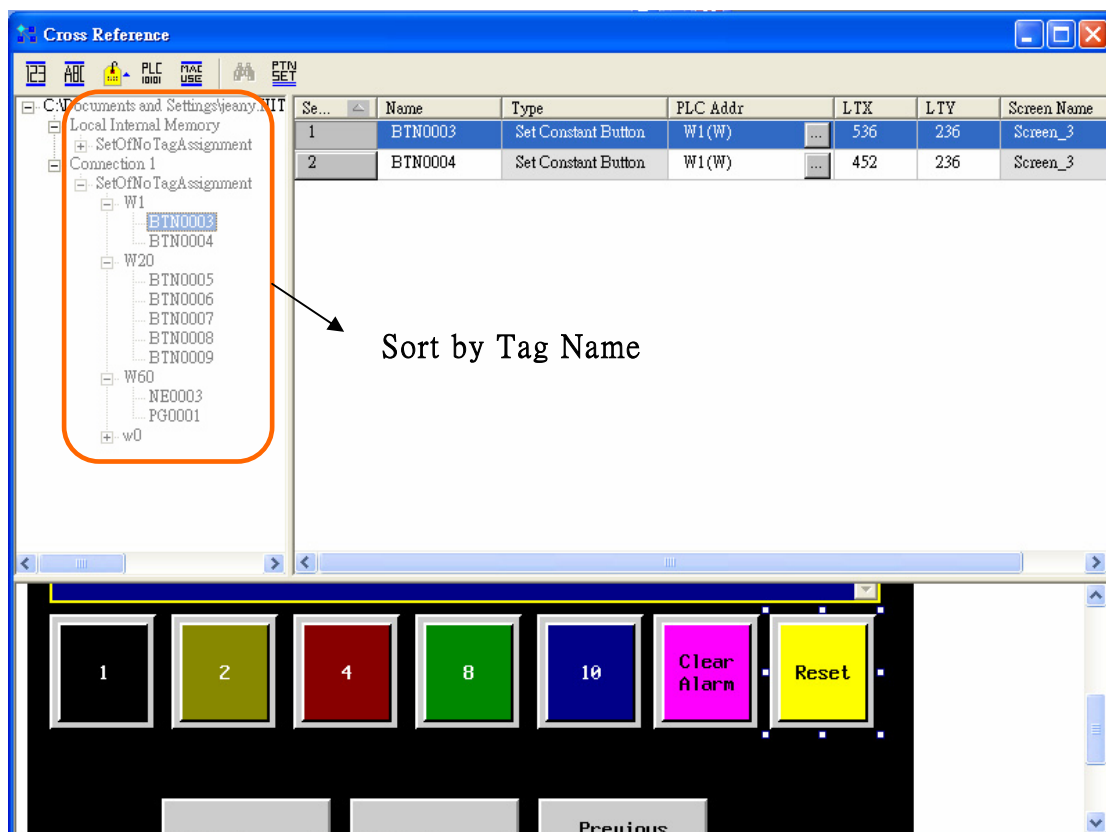 Cross Reference
123 ABC PLC 10101 MAC USE PTN SET
C:\Documents and Settings\jeany.NIT
Local Internal Memory
SetOfNoTagAssignment
Connection 1
SetOfNoTagAssignment
W1
BTN0003
BTN0004
W20
BTN0005
BTN0006
BTN0007
BTN0008
BTN0009
W60
NE0003
PG0001
w0
Se... Name Type PLC Addr LTX LTY Screen Name
1 BTN0003 Set Constant Button W1(W) ... 536 236 Screen_3
2 BTN0004 Set Constant Button W1(W) ... 452 236 Screen_3
Sort by Tag Name
1 2 4 8 10 Clear Alarm Reset
Previous